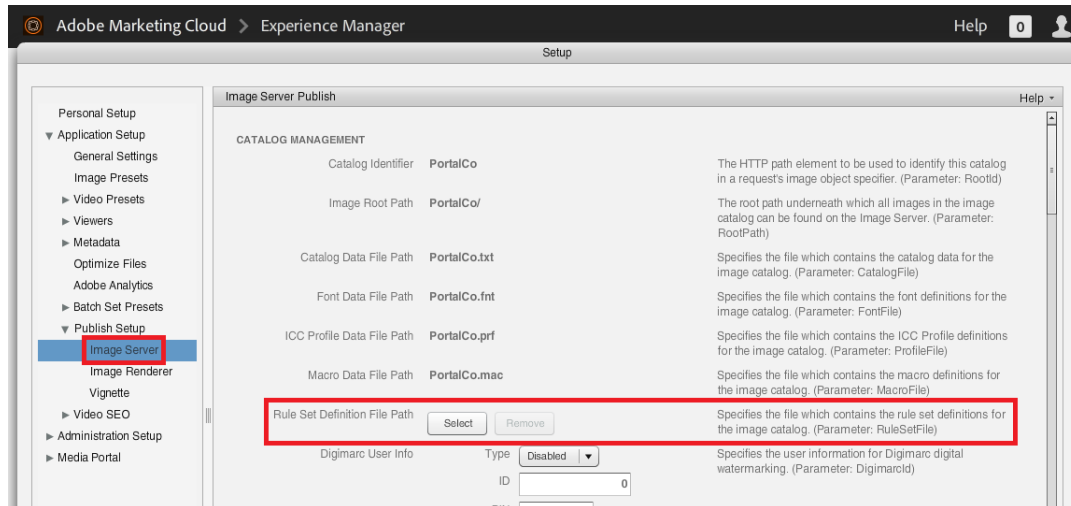 Adobe Marketing Cloud > Experience Manager
Help 0
Setup
Personal Setup
Application Setup
General Settings
Image Presets
Video Presets
Viewers
Metadata
Optimize Files
Adobe Analytics
Batch Set Presets
Publish Setup
Image Server
Image Renderer
Vignette
Video SEO
Administration Setup
Media Portal
Image Server Publish
Help
CATALOG MANAGEMENT
Catalog Identifier PortalCo
The HTTP path element to be used to identify this catalog
in a request's image object specifier. (Parameter: RootId)
Image Root Path PortalCo/
The root path underneath which all images in the image
catalog can be found on the Image Server. (Parameter:
RootPath)
Catalog Data File Path PortalCo.txt
Specifies the file which contains the catalog data for the
image catalog. (Parameter: CatalogFile)
Font Data File Path PortalCo.fnt
Specifies the file which contains the font definitions for the
image catalog. (Parameter: FontFile)
ICC Profile Data File Path PortalCo.prf
Specifies the file which contains the ICC Profile definitions
for the image catalog. (Parameter: ProfileFile)
Macro Data File Path PortalCo.mac
Specifies the file which contains the macro definitions for
the image catalog. (Parameter: MacroFile)
Rule Set Definition File Path Select Remove
Specifies the file which contains the rule set definitions for
the image catalog. (Parameter: RuleSetFile)
Digimarc User Info Type Disabled
Specifies the user information for Digimarc digital
watermarking. (Parameter: DigimarcId)
ID 0